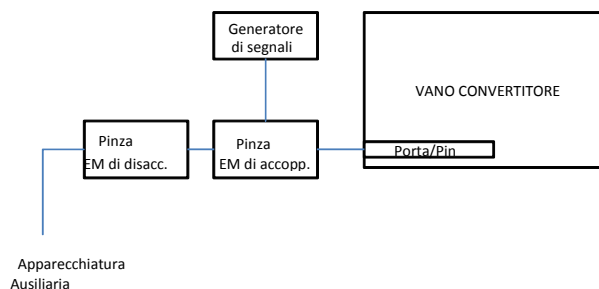 Generatore
di segnali
VANO CONVERTITORE
Pinza
EM di disacc.
Pinza
EM di accopp.
Porta/Pin
Apparecchiatura
Ausiliaria